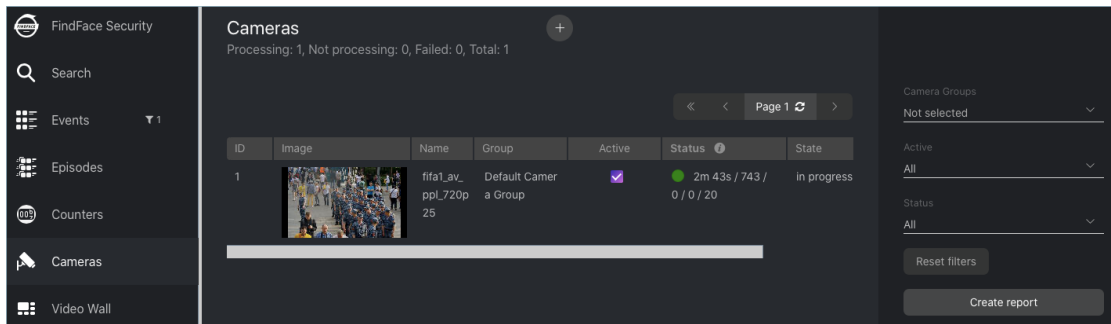 FINDFACE
FindFace Security
Search
Events
1
Episodes
Counters
Cameras
Video Wall
Cameras
+
Processing: 1, Not processing: 0, Failed: 0, Total: 1
« < Page 1 >
ID Image Name Group Active Status i State
1 fifa1_av_ Default Camer 2m 43s / 743 / in progress
ppl_720p a Group 0 / 0 / 20
25
Camera Groups
Not selected
Active
All
Status
All
Reset filters
Create report